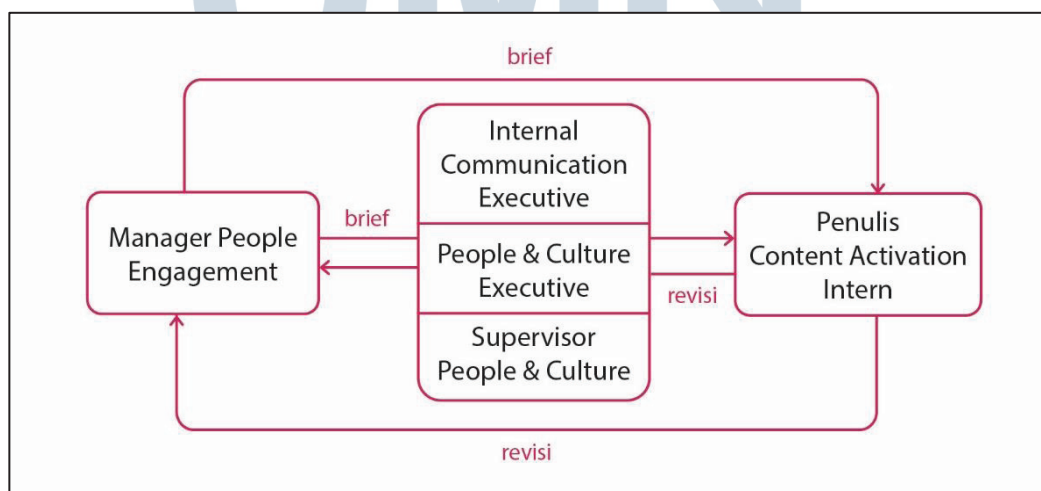 brief
Internal
Communication
Executive
Manager People
Engagement
brief
People & Culture
Executive
Penulis
Content Activation
Intern
revisi
Supervisor
People & Culture
revisi